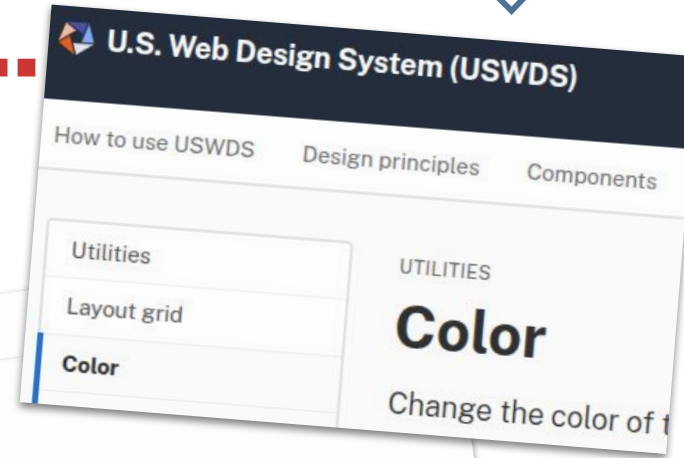 U.S. Web Design System (USWDS)
How to use USWDS Design principles Components
Utilities
Layout grid
Color
UTILITIES
Color
Change the color of